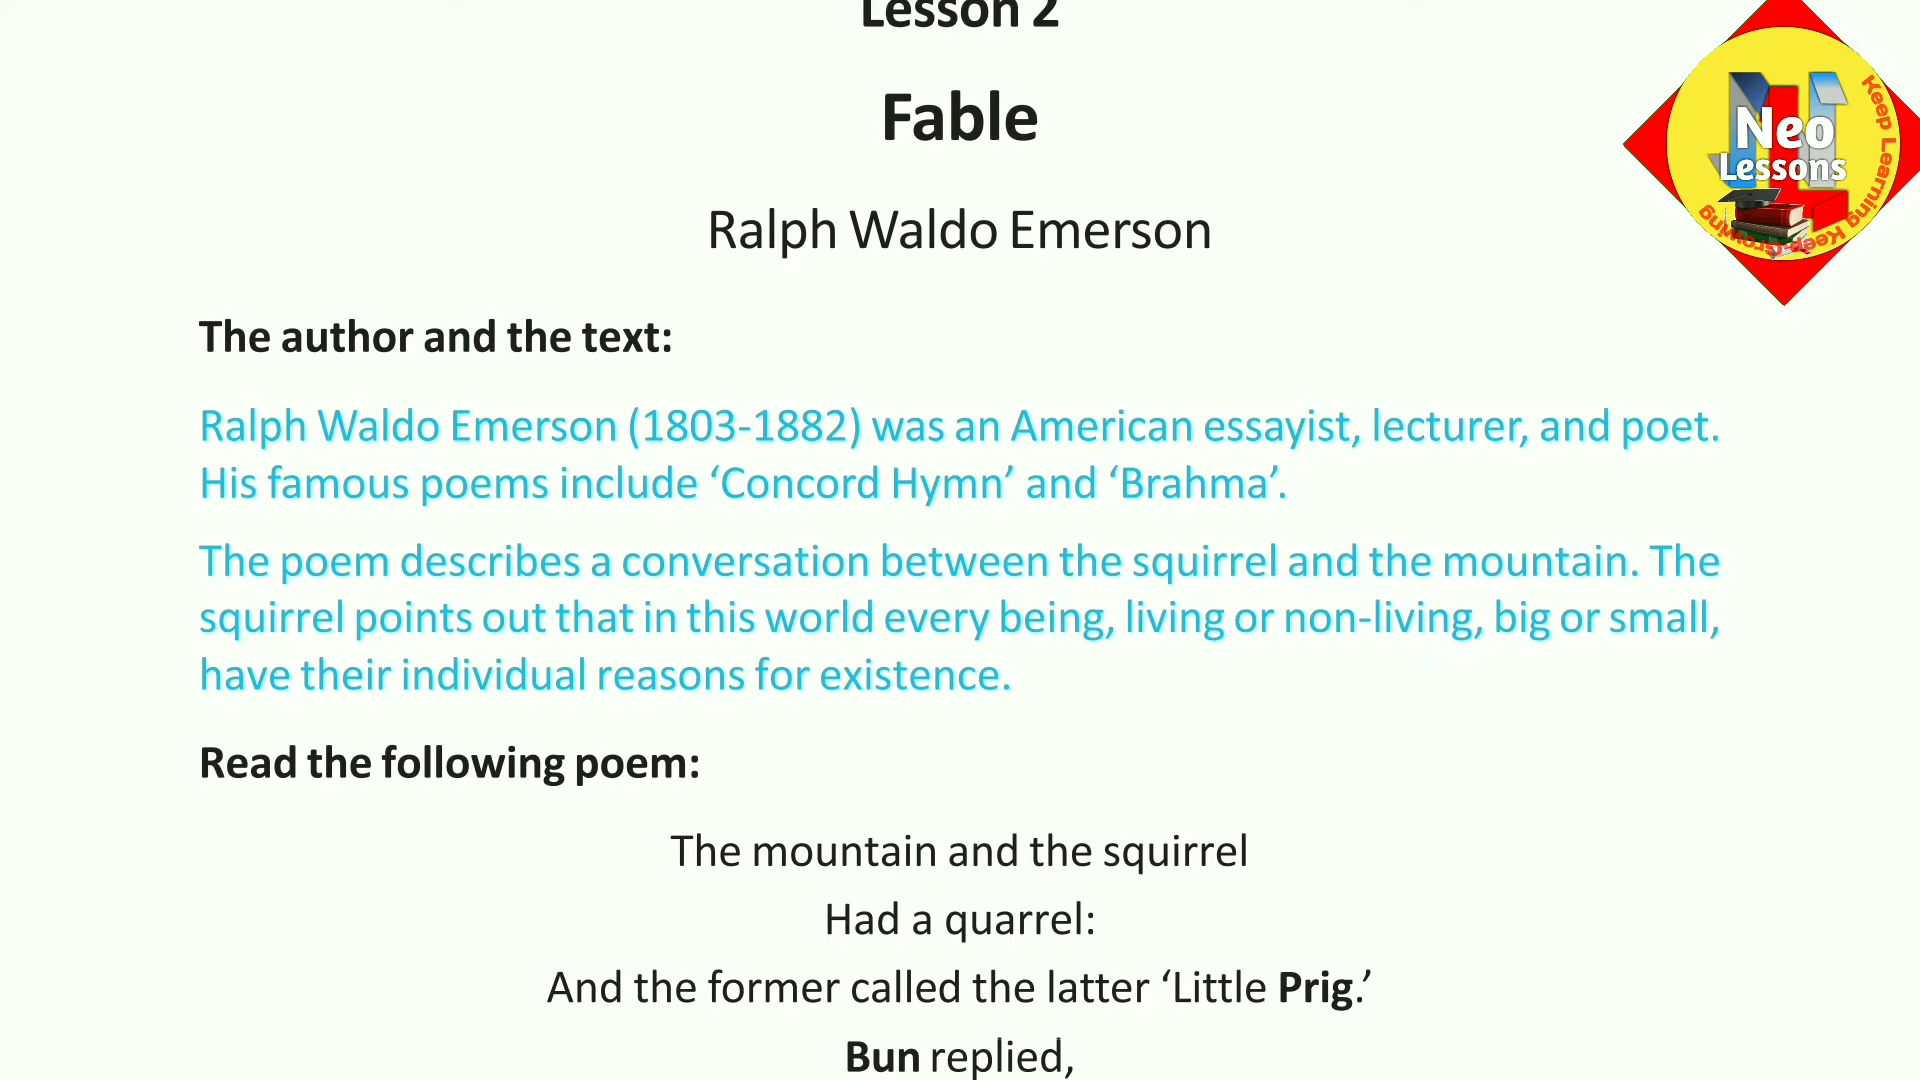 Lesson 2
Fable
Ralph Waldo Emerson
Neo
Lessons
Keep Learning Keep Growing
The author and the text:
Ralph Waldo Emerson (1803-1882) was an American essayist, lecturer, and poet.
His famous poems include ‘Concord Hymn’ and ‘Brahma’.
The poem describes a conversation between the squirrel and the mountain. The
squirrel points out that in this world every being, living or non-living, big or small,
have their individual reasons for existence.
Read the following poem:
The mountain and the squirrel
Had a quarrel:
And the former called the latter ‘Little Prig.’
Bun replied,